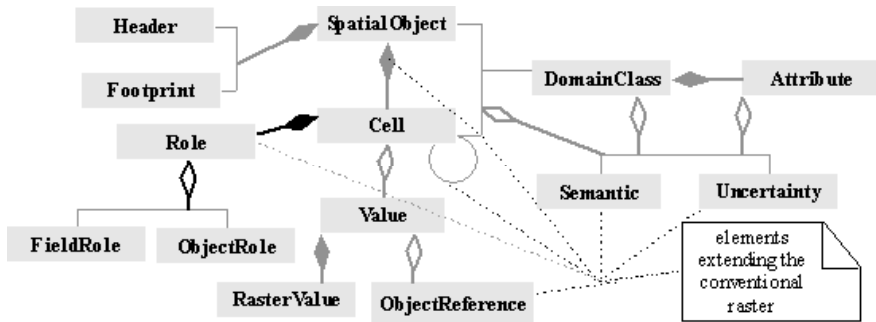 Header
SpatialObject
Footprint
DomainClass
Attribute
Cell
Role
Value
Semantic
Uncertainty
FieldRole
ObjectRole
RasterValue
ObjectReference
elements
extending the
conventional
raster